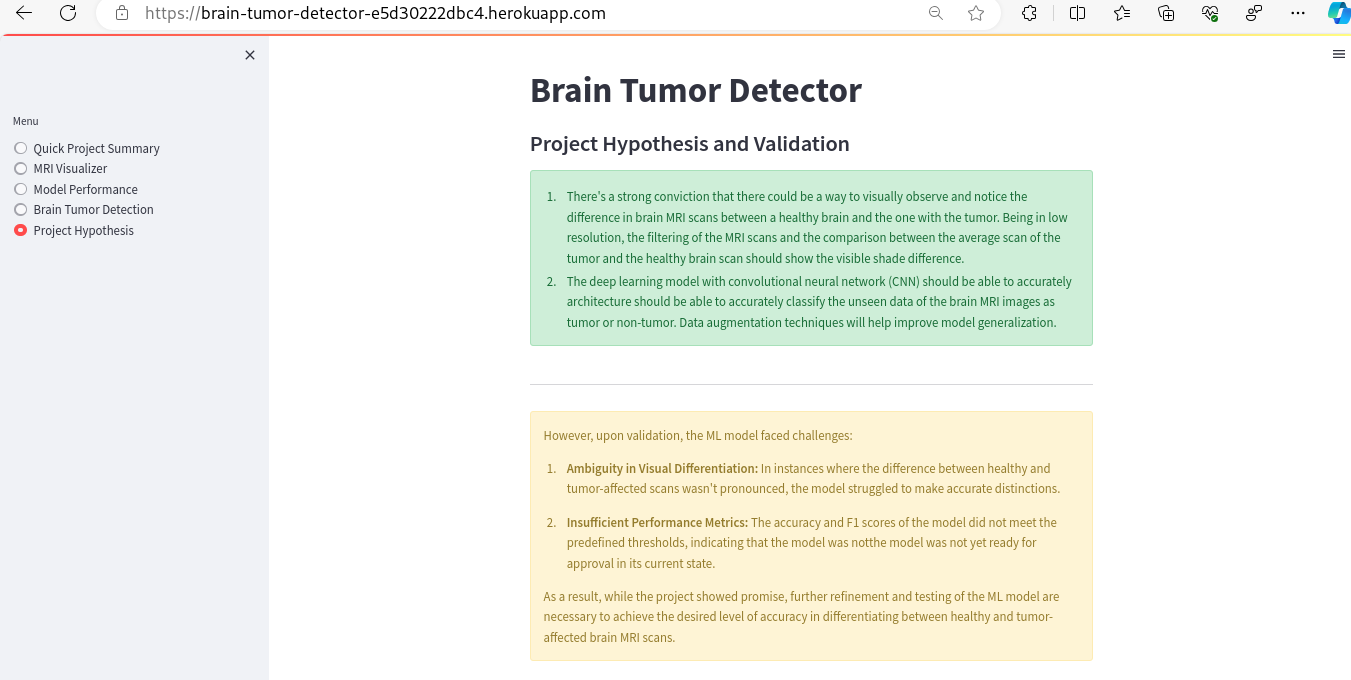 https://brain-tumor-detector-e5d30222dbc4.herokuapp.com
Menu
Quick Project Summary
MRI Visualizer
Model Performance
Brain Tumor Detection
Project Hypothesis
Brain Tumor Detector
Project Hypothesis and Validation
1. There's a strong conviction that there could be a way to visually observe and notice the
difference in brain MRI scans between a healthy brain and the one with the tumor. Being in low
resolution, the filtering of the MRI scans and the comparison between the average scan of the
tumor and the healthy brain scan should show the visible shade difference.
2. The deep learning model with convolutional neural network (CNN) should be able to accurately
architecture should be able to accurately classify the unseen data of the brain MRI images as
tumor or non-tumor. Data augmentation techniques will help improve model generalization.
However, upon validation, the ML model faced challenges:
1. Ambiguity in Visual Differentiation: In instances where the difference between healthy and
tumor-affected scans wasn't pronounced, the model struggled to make accurate distinctions.
2. Insufficient Performance Metrics: The accuracy and F1 scores of the model did not meet the
predefined thresholds, indicating that the model was notthe model was not yet ready for
approval in its current state.
As a result, while the project showed promise, further refinement and testing of the ML model are
necessary to achieve the desired level of accuracy in differentiating between healthy and tumor-
affected brain MRI scans.